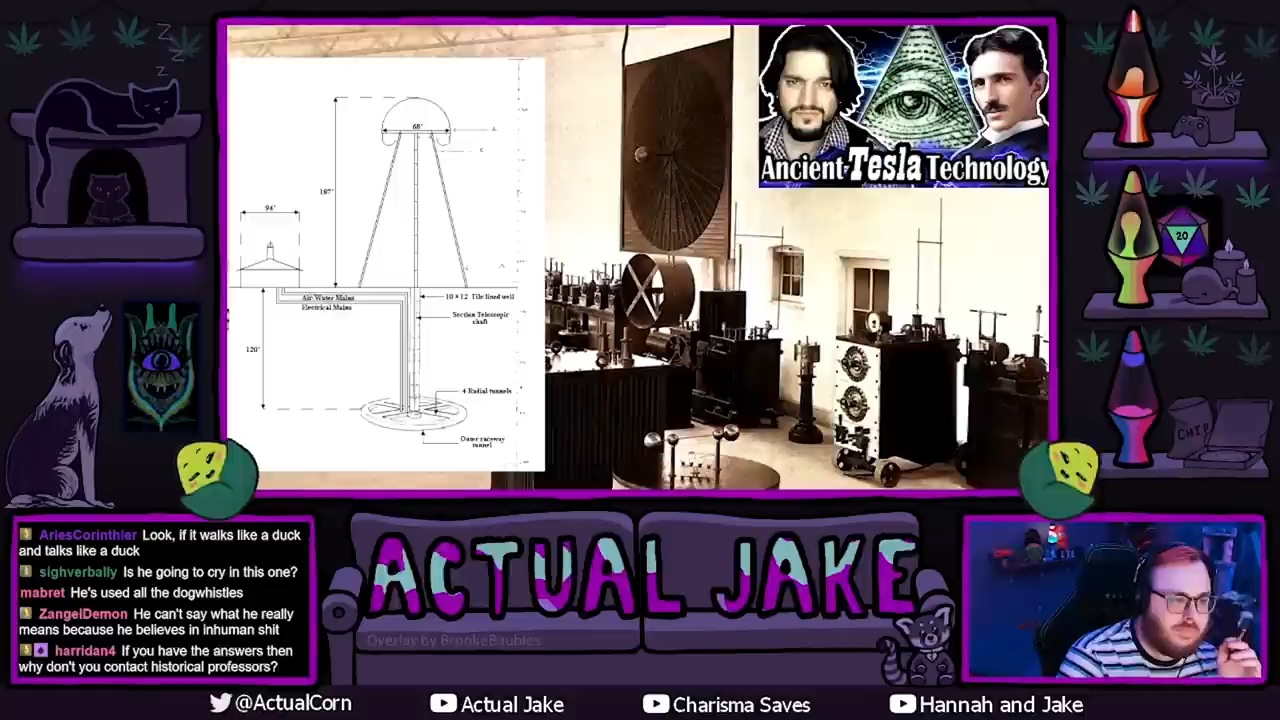 68'
187'
94'
Air-Water Mains
Electrical Mains
10 × 12 Tile lined well
Section Telescopic
shaft
120'
4 Radial tunnels
Outer raceway
tunnel
Ancient Tesla Technology
20
CHIP
AriesCorinthier Look, if it walks like a duck
and talks like a duck
sighverbally Is he going to cry in this one?
mabret He's used all the dogwhistles
ZangeiDemon He can't say what he really
means because he believes in inhuman shit
harridan4 If you have the answers then
why don't you contact historical professors?
ACTUAL JAKE
Overlay by BrookeBaubles
@ActualCorn
Actual Jake
Charisma Saves
Hannah and Jake